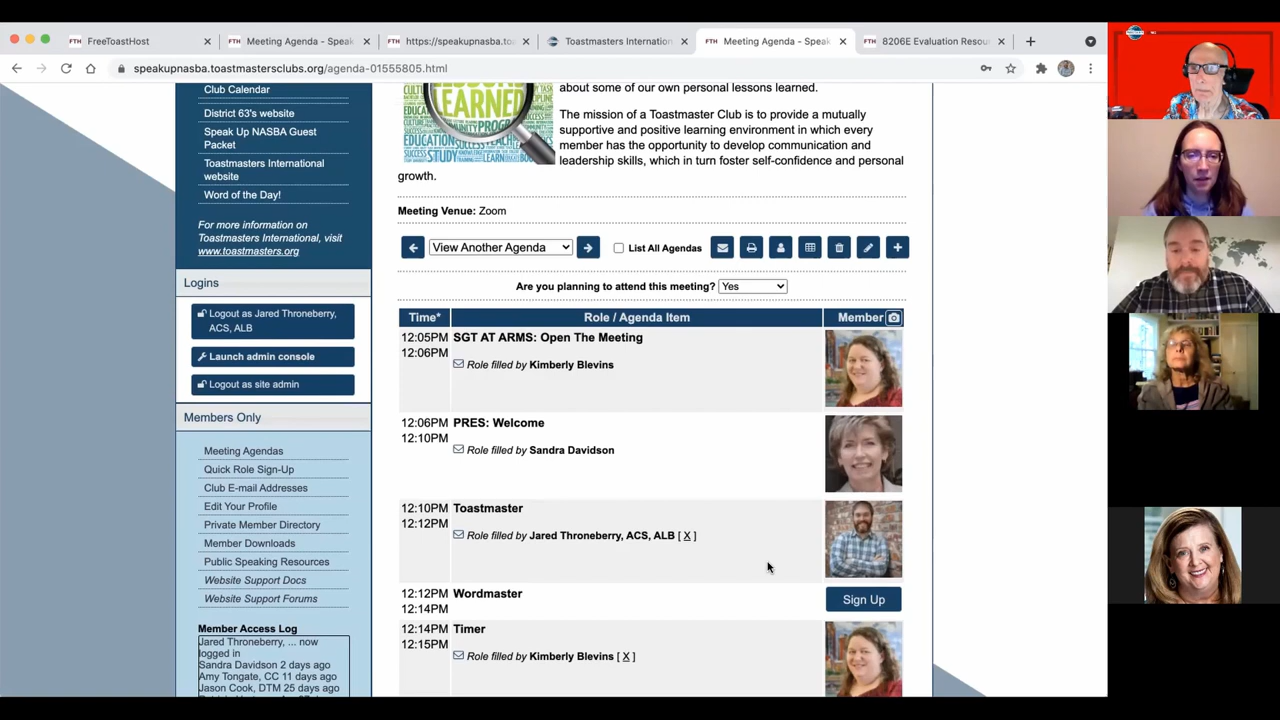 FTH FreeToastHost × FTH Meeting Agenda - Speak × FTH https://speakupnasba.to × Toastmasters Internation × FTH Meeting Agenda - Speak × FTH 8206E Evaluation Resou × +
speakupnasba.toastmastersclubs.org/agenda-01555805.html
Club Calendar
District 63's website
Speak Up NASBA Guest
Packet
Toastmasters International
website
Word of the Day!
For more information on
Toastmasters International, visit
www.toastmasters.org
Logins
Logout as Jared Throneberry,
ACS, ALB
Launch admin console
Logout as site admin
Members Only
Meeting Agendas
Quick Role Sign-Up
Club E-mail Addresses
Edit Your Profile
Private Member Directory
Member Downloads
Public Speaking Resources
Website Support Docs
Website Support Forums
Member Access Log
Jared Throneberry, ... now
logged in
Sandra Davidson 2 days ago
Amy Tongate, CC 11 days ago
Jason Cook, DTM 25 days ago
LEARNED
EDUCATION
STUDY
about some of our own personal lessons learned.
The mission of a Toastmaster Club is to provide a mutually
supportive and positive learning environment in which every
member has the opportunity to develop communication and
leadership skills, which in turn foster self-confidence and personal
growth.
Meeting Venue: Zoom
View Another Agenda List All Agendas
Are you planning to attend this meeting? Yes
Time* Role / Agenda Item Member
12:05PM SGT AT ARMS: Open The Meeting
12:06PM
Role filled by Kimberly Blevins
12:06PM PRES: Welcome
12:10PM
Role filled by Sandra Davidson
12:10PM Toastmaster
12:12PM
Role filled by Jared Throneberry, ACS, ALB [ X ]
12:12PM Wordmaster
12:14PM
Sign Up
12:14PM Timer
12:15PM
Role filled by Kimberly Blevins [ X ]